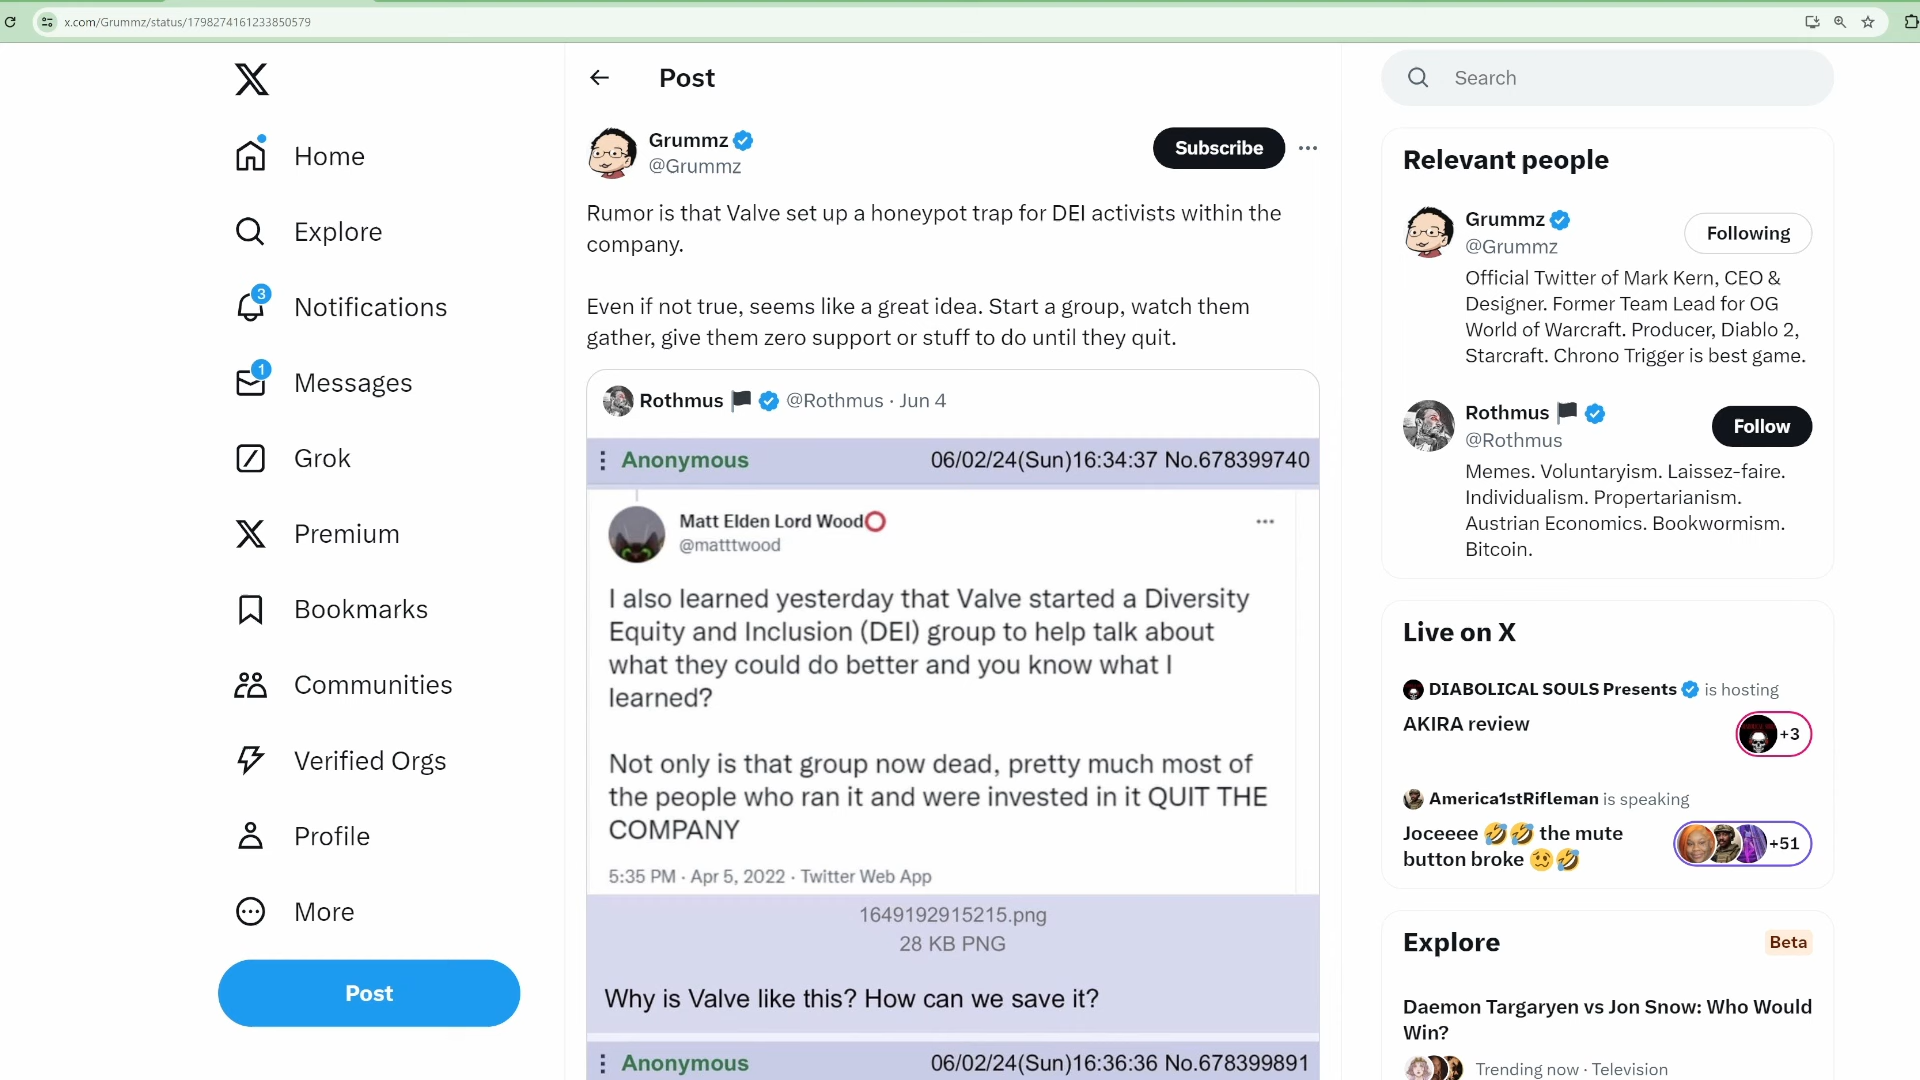 x.com/Grummz/status/1798274161233850579
X
Home
Explore
3
Notifications
1
Messages
Grok
Premium
Bookmarks
Communities
Verified Orgs
Profile
More
Post
Post
Grummz
@Grummz
Subscribe
Rumor is that Valve set up a honeypot trap for DEI activists within the
company.
Even if not true, seems like a great idea. Start a group, watch them
gather, give them zero support or stuff to do until they quit.
Rothmus 🏴 @Rothmus · Jun 4
Anonymous 06/02/24(Sun)16:34:37 No.678399740
Matt Elden Lord Wood⭕
@matttwood
I also learned yesterday that Valve started a Diversity
Equity and Inclusion (DEI) group to help talk about
what they could do better and you know what I
learned?
Not only is that group now dead, pretty much most of
the people who ran it and were invested in it QUIT THE
COMPANY
5:35 PM · Apr 5, 2022 · Twitter Web App
1649192915215.png
28 KB PNG
Why is Valve like this? How can we save it?
Anonymous 06/02/24(Sun)16:36:36 No.678399891
Search
Relevant people
Grummz
@Grummz
Following
Official Twitter of Mark Kern, CEO &
Designer. Former Team Lead for OG
World of Warcraft. Producer, Diablo 2,
Starcraft. Chrono Trigger is best game.
Rothmus 🏴
@Rothmus
Follow
Memes. Voluntaryism. Laissez-faire.
Individualism. Propertarianism.
Austrian Economics. Bookwormism.
Bitcoin.
Live on X
DIABOLICAL SOULS Presents is hosting
AKIRA review
+3
America1stRifleman is speaking
Joceeee 🤣🤣 the mute
button broke 🥴🤣
+51
Explore
Beta
Daemon Targaryen vs Jon Snow: Who Would
Win?
Trending now · Television